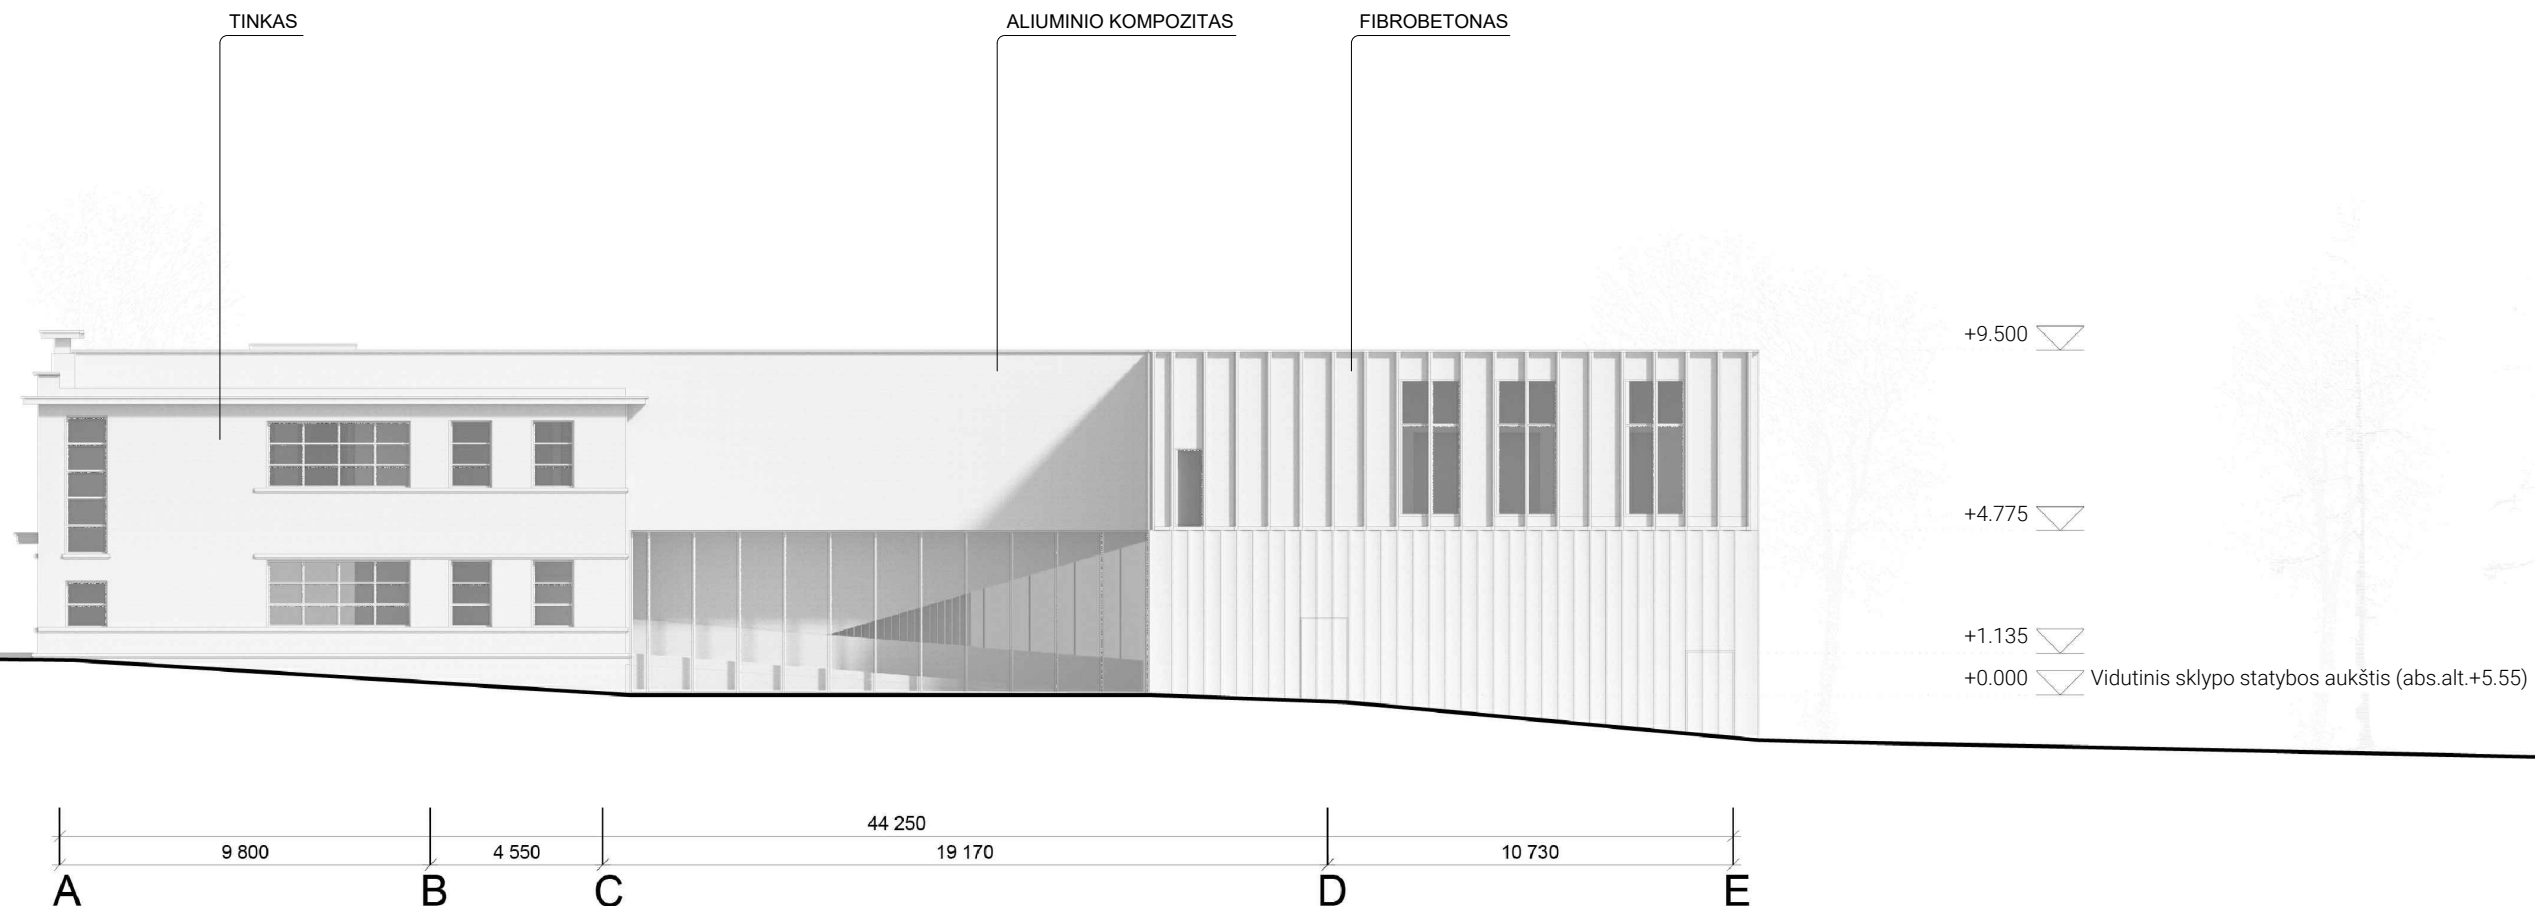 TINKAS
ALIUMINIO KOMPOZITAS
FIBROBETONAS
+9.500
+4.775
+1.135
+0.000
Vidutinis sklypo statybos aukštis (abs.alt.+5.55)
44 250
9 800
4 550
19 170
10 730
A
B
C
D
E